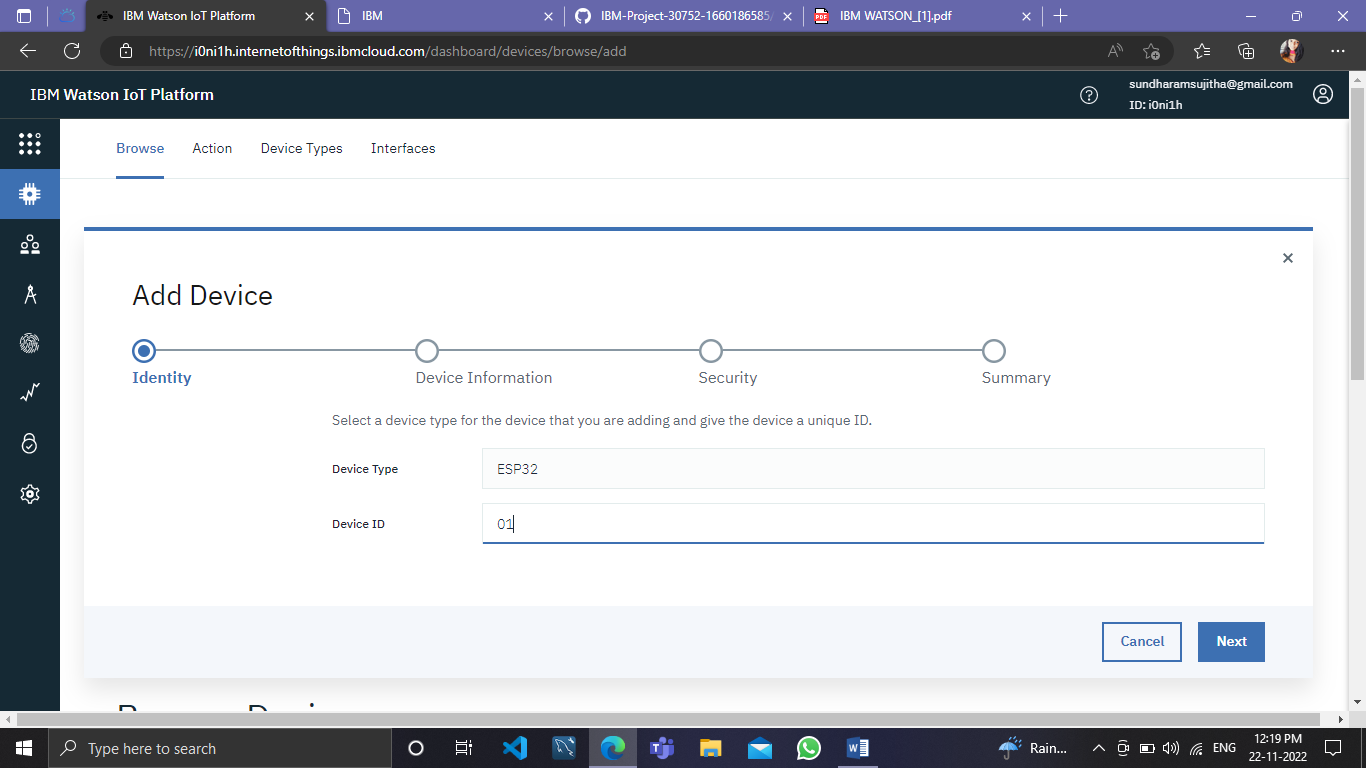 IBM Watson IoT Platform
IBM
IBM-Project-30752-1660186585/
IBM WATSON_[1].pdf
https://i0ni1h.internetofthings.ibmcloud.com/dashboard/devices/browse/add
IBM Watson IoT Platform
sundharamsujitha@gmail.com
ID: i0ni1h
Browse
Action
Device Types
Interfaces
Add Device
Identity
Device Information
Security
Summary
Select a device type for the device that you are adding and give the device a unique ID.
Device Type
ESP32
Device ID
01
Cancel
Next
Type here to search
Rain...
ENG
12:19 PM
22-11-2022